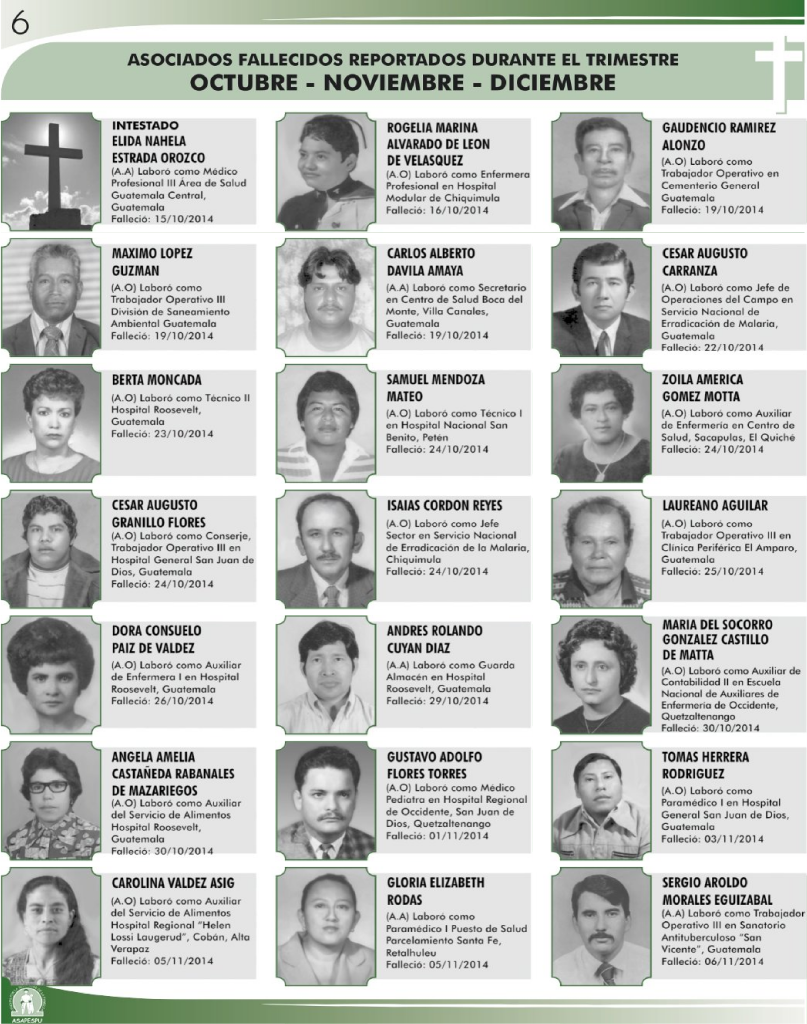 6
ASOCIADOS FALLECIDOS REPORTADOS DURANTE EL TRIMESTRE
OCTUBRE - NOVIEMBRE - DICIEMBRE
INTESTADO
ELIDA NAHELA
ESTRADA OROZCO
(A.A) Laboró como Médico
Profesional III Área de Salud
Guatemala Central,
Guatemala
Falleció: 15/10/2014
ROGELIA MARINA
ALVARADO DE LEON
DE VELASQUEZ
(A.O) Laboró como Enfermera
Profesional en Hospital
Modular de Chiquimula
Falleció: 16/10/2014
GAUDENCIO RAMIREZ
ALONZO
(A.O) Laboró como
Trabajador Operativo en
Cementerio General
Guatemala
Falleció: 19/10/2014
MAXIMO LOPEZ
GUZMAN
(A.O) Laboró como
Trabajador Operativo III
División de Saneamiento
Ambiental Guatemala
Falleció: 19/10/2014
CARLOS ALBERTO
DAVILA AMAYA
(A.A) Laboró como Secretario
en Centro de Salud Boca del
Monte, Villa Canales,
Guatemala
Falleció: 19/10/2014
CESAR AUGUSTO
CARRANZA
(A.O) Laboró como Jefe de
Operaciones del Campo en
Servicio Nacional de
Erradicación de Malaria,
Guatemala
Falleció: 22/10/2014
BERTA MONCADA
(A.O) Laboró como Técnico II
Hospital Roosevelt,
Guatemala
Falleció: 23/10/2014
SAMUEL MENDOZA
MATEO
(A.O) Laboró como Técnico I
en Hospital Nacional San
Benito, Petén
Falleció: 24/10/2014
ZOILA AMERICA
GOMEZ MOTTA
(A.O) Laboró como Auxiliar
de Enfermería en Centro de
Salud, Sacapulas, El Quiché
Falleció: 24/10/2014
CESAR AUGUSTO
GRANILLO FLORES
(A.O) Laboró como Conserje,
Trabajador Operativo III en
Hospital General San Juan de
Dios, Guatemala
Falleció: 24/10/2014
ISAIAS CORDON REYES
(A.O) Laboró como Jefe
Sector en Servicio Nacional
de Erradicación de la Malaria,
Chiquimula
Falleció: 24/10/2014
LAUREANO AGUILAR
(A.O) Laboró como
Trabajador Operativo III en
Clínica Periférica El Amparo,
Guatemala
Falleció: 25/10/2014
DORA CONSUELO
PAIZ DE VALDEZ
(A.O) Laboró como Auxiliar
de Enfermera I en Hospital
Roosevelt, Guatemala
Falleció: 26/10/2014
ANDRES ROLANDO
CUYAN DIAZ
(A.A) Laboró como Guarda
Almacén en Hospital
Roosevelt, Guatemala
Falleció: 29/10/2014
MARIA DEL SOCORRO
GONZALEZ CASTILLO
DE MATTA
(A.O) Laboró como Auxiliar de
Contabilidad II en Escuela
Nacional de Auxiliares de
Enfermería de Occidente,
Quetzaltenango
Falleció: 30/10/2014
ANGELA AMELIA
CASTAÑEDA RABANALES
DE MAZARIEGOS
(A.O) Laboró como Auxiliar
del Servicio de Alimentos
Hospital Roosevelt,
Guatemala
Falleció: 30/10/2014
GUSTAVO ADOLFO
FLORES TORRES
(A.O) Laboró como Médico
Pediatra en Hospital Regional
de Occidente, San Juan de
Dios, Quetzaltenango
Falleció: 01/11/2014
TOMAS HERRERA
RODRIGUEZ
(A.O) Laboró como
Paramédico I en Hospital
General San Juan de Dios,
Guatemala
Falleció: 03/11/2014
CAROLINA VALDEZ ASIG
(A.O) Laboró como Auxiliar
del Servicio de Alimentos
Hospital Regional "Helen
Lossi Laugerud", Cobán, Alta
Verapaz
Falleció: 05/11/2014
GLORIA ELIZABETH
RODAS
(A.A) Laboró como
Paramédico I Puesto de Salud
Parcelamiento Santa Fe,
Retalhuleu
Falleció: 05/11/2014
SERGIO AROLDO
MORALES EGUIZABAL
(A.A) Laboró como Trabajador
Operativo III en Sanatorio
Antituberculoso "San
Vicente", Guatemala
Falleció: 06/11/2014
ASAPESPU